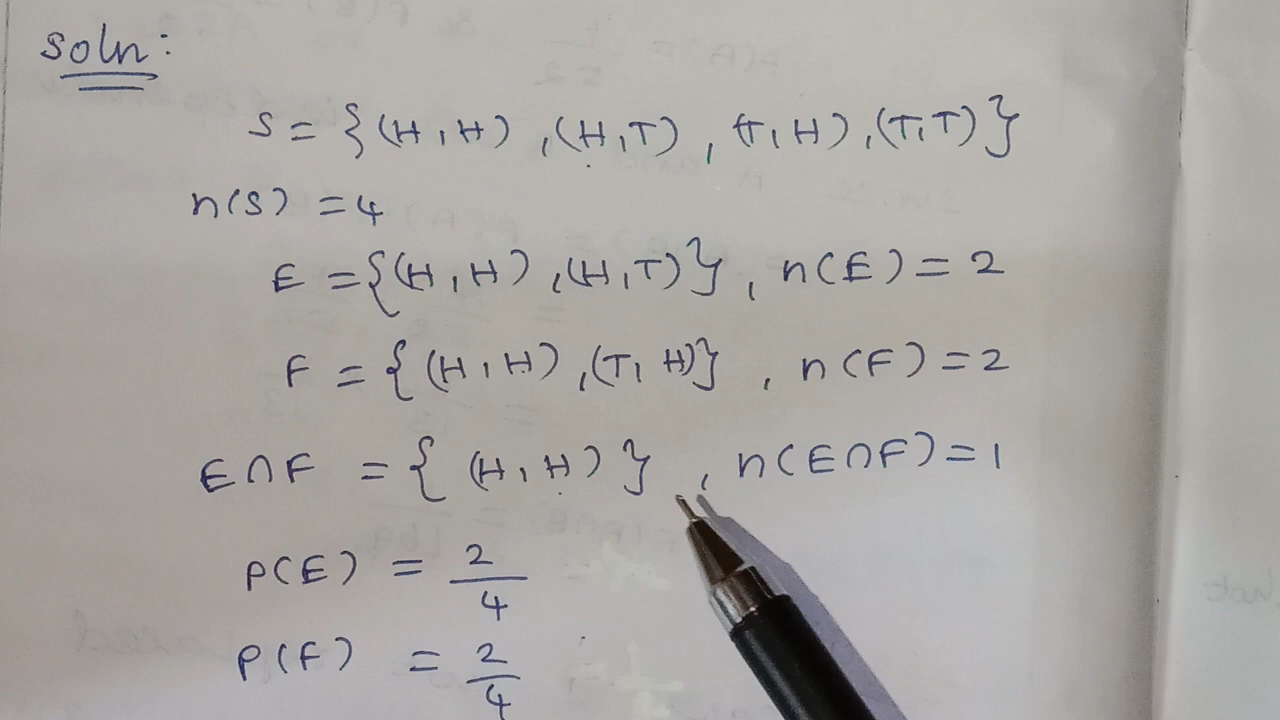 Soln:
S = {(H,H), (H,T), (T,H), (T,T)}
n(S) = 4
E = {(H,H), (H,T)}, n(E) = 2
F = {(H,H), (T,H)}, n(F) = 2
E∩F = {(H,H)}, n(E∩F) = 1
P(E) = 2/4
P(F) = 2/4